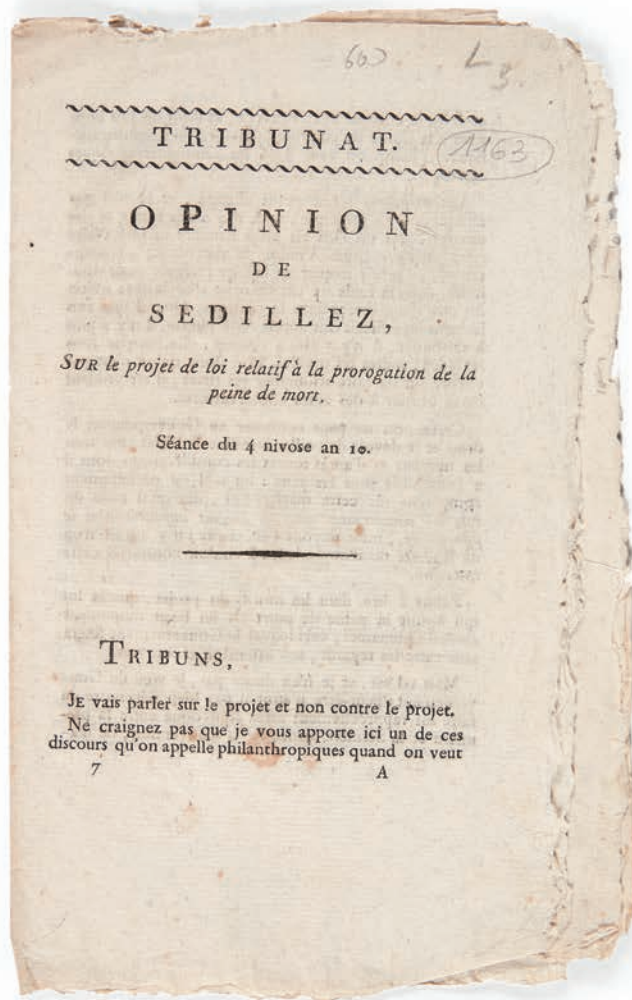 L
3.
TRIBUNAT.
1163
OPINION
DE
SEDILLEZ,
SUR le projet de loi relatif à la prorogation de la
peine de mort.
Séance du 4 nivose an 10.
TRIBUNS,
JE vais parler sur le projet et non contre le projet.
Ne craignez pas que je vous apporte ici un de ces
discours qu'on appelle philanthropiques quand on veut
7 A